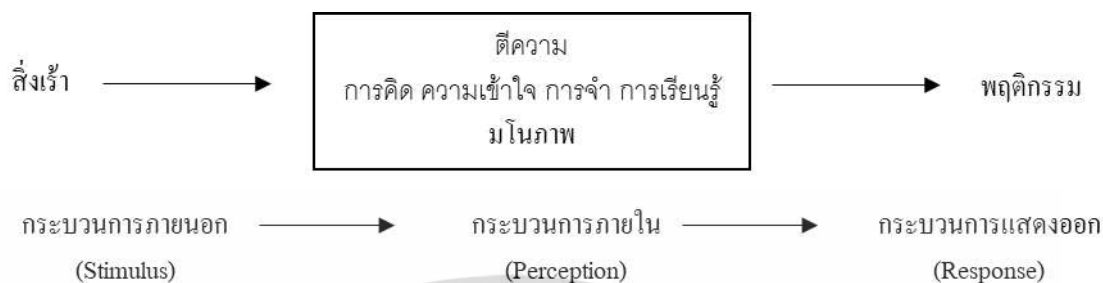 สิ่งเร้า
ตีความ
การคิด ความเข้าใจ การจำ การเรียนรู้
มโนภาพ
พฤติกรรม
กระบวนการภายนอก กระบวนการภายใน กระบวนการแสดงออก
(Stimulus) (Perception) (Response)